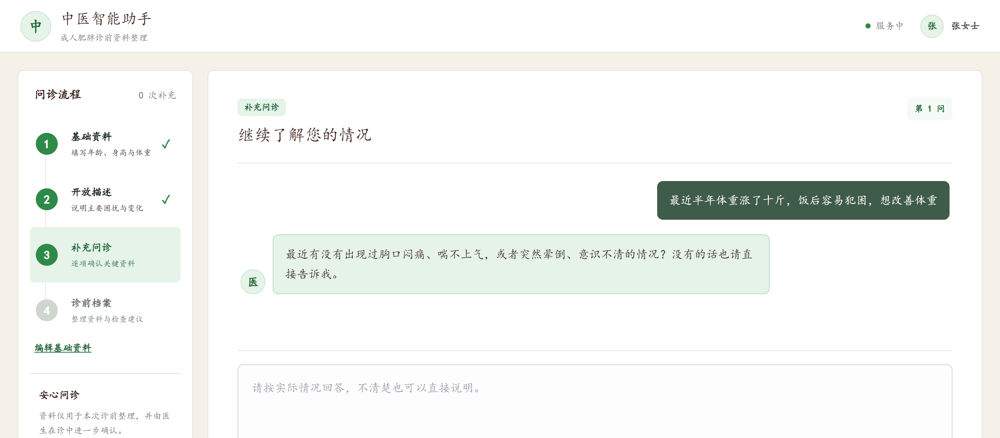 中
中医智能助手
成人肥胖诊前资料整理
服务中
张
张女士
问诊流程
0 次补充
1
基础资料
填写年龄、身高与体重
2
开放描述
说明主要困扰与变化
3
补充问诊
逐项确认关键资料
4
诊前档案
整理资料与检查建议
编辑基础资料
安心问诊
资料仅用于本次诊前整理，并由医
生在诊中进一步确认。
补充问诊
第 1 问
继续了解您的情况
最近半年体重涨了十斤，饭后容易犯困，想改善体重
最近有没有出现过胸口闷痛、喘不上气，或者突然晕倒、意识不清的情况？没有的话也请直
接告诉我。
医
请按实际情况回答，不清楚也可以直接说明。